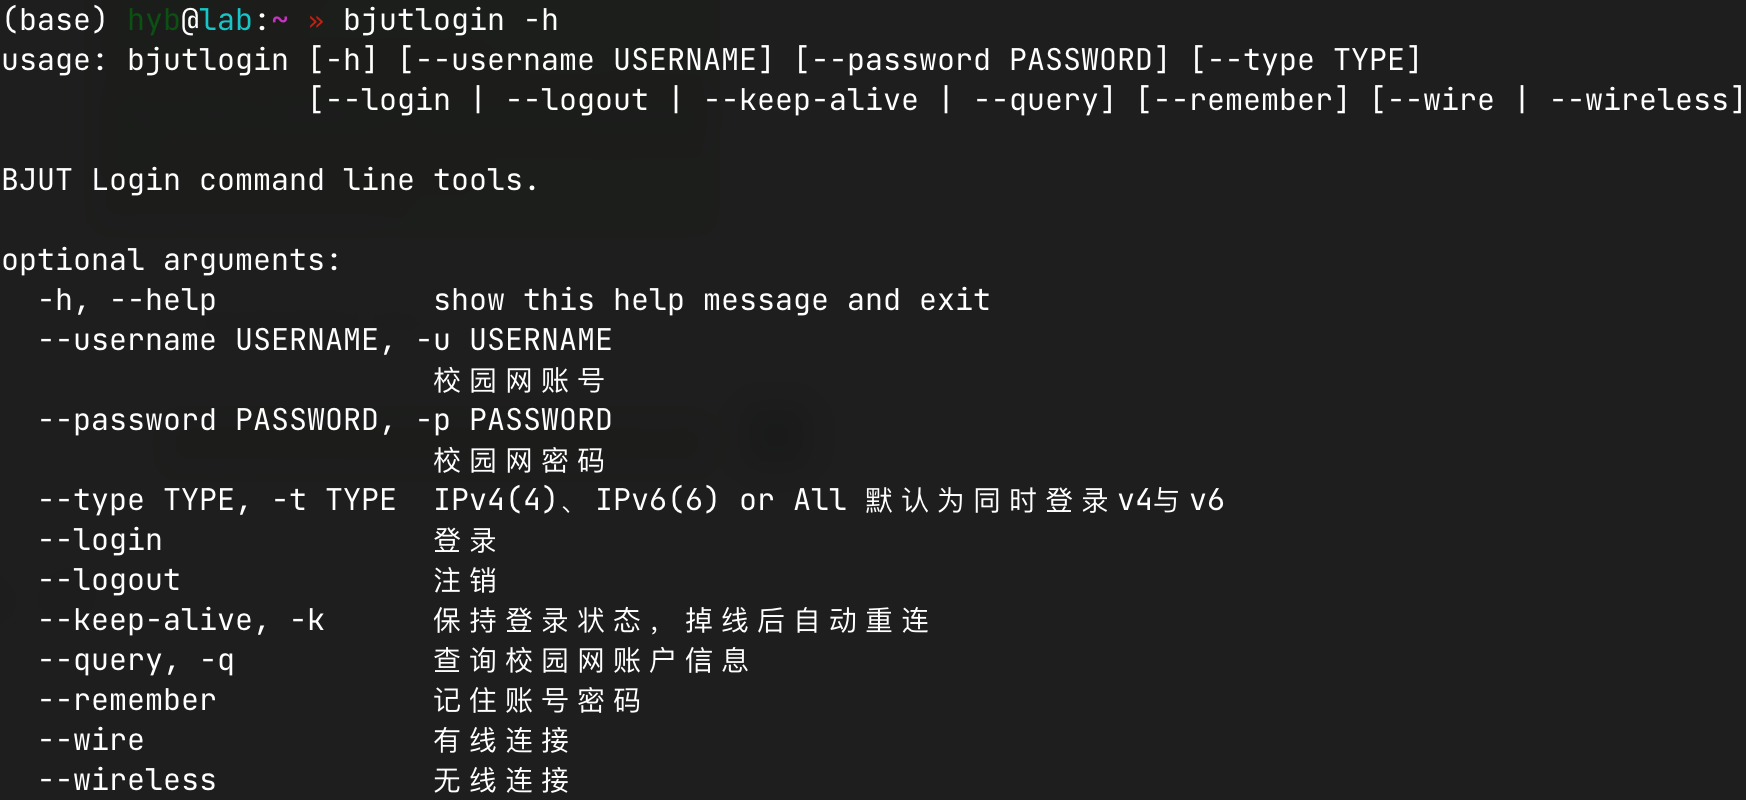 (base) hyb@lab:~ » bjutlogin -h
usage: bjutlogin [-h] [--username USERNAME] [--password PASSWORD] [--type TYPE]
                 [--login | --logout | --keep-alive | --query] [--remember] [--wire | --wireless]

BJUT Login command line tools.

optional arguments:
  -h, --help            show this help message and exit
  --username USERNAME, -u USERNAME
                        校园网账号
  --password PASSWORD, -p PASSWORD
                        校园网密码
  --type TYPE, -t TYPE  IPv4(4)、IPv6(6) or All 默认为同时登录v4与v6
  --login               登录
  --logout              注销
  --keep-alive, -k      保持登录状态，掉线后自动重连
  --query, -q           查询校园网账户信息
  --remember            记住账号密码
  --wire                有线连接
  --wireless            无线连接